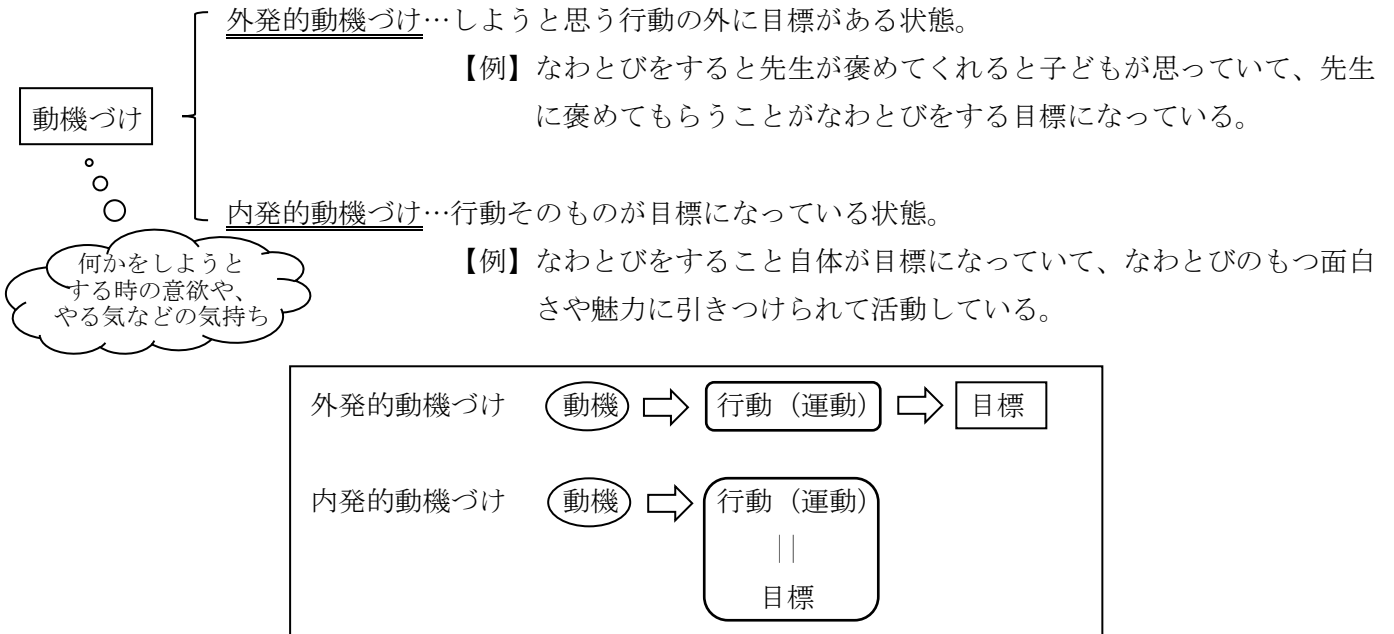 外発的動機づけ…しようと思う行動の外に目標がある状態。
【例】なわとびをすると先生が褒めてくれると子どもが思っていて、先生
に褒めてもらうことがなわとびをする目標になっている。
動機づけ
内発的動機づけ…行動そのものが目標になっている状態。
【例】なわとびをすること自体が目標になっていて、なわとびのもつ面白
さや魅力に引きつけられて活動している。
何かをしようと
する時の意欲や、
やる気などの気持ち
外発的動機づけ 動機 行動（運動） 目標
内発的動機づけ 動機 行動（運動）
||
目標